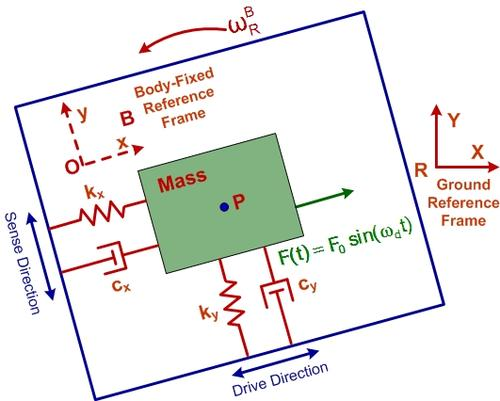 ω_R^B
Body-Fixed
Reference
Frame
y
B
x
O
Y
X
R
Ground
Reference
Frame
Mass
P
k_x
c_x
F(t) = F_0 sin(ω_d t)
k_y
c_y
Sense Direction
Drive Direction